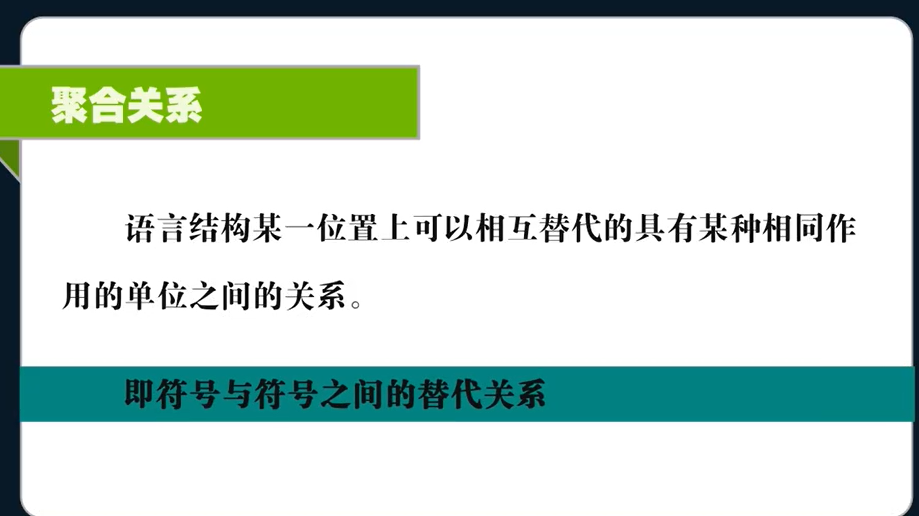 聚合关系
语言结构某一位置上可以相互替代的具有某种相同作
用的单位之间的关系。
即符号与符号之间的替代关系